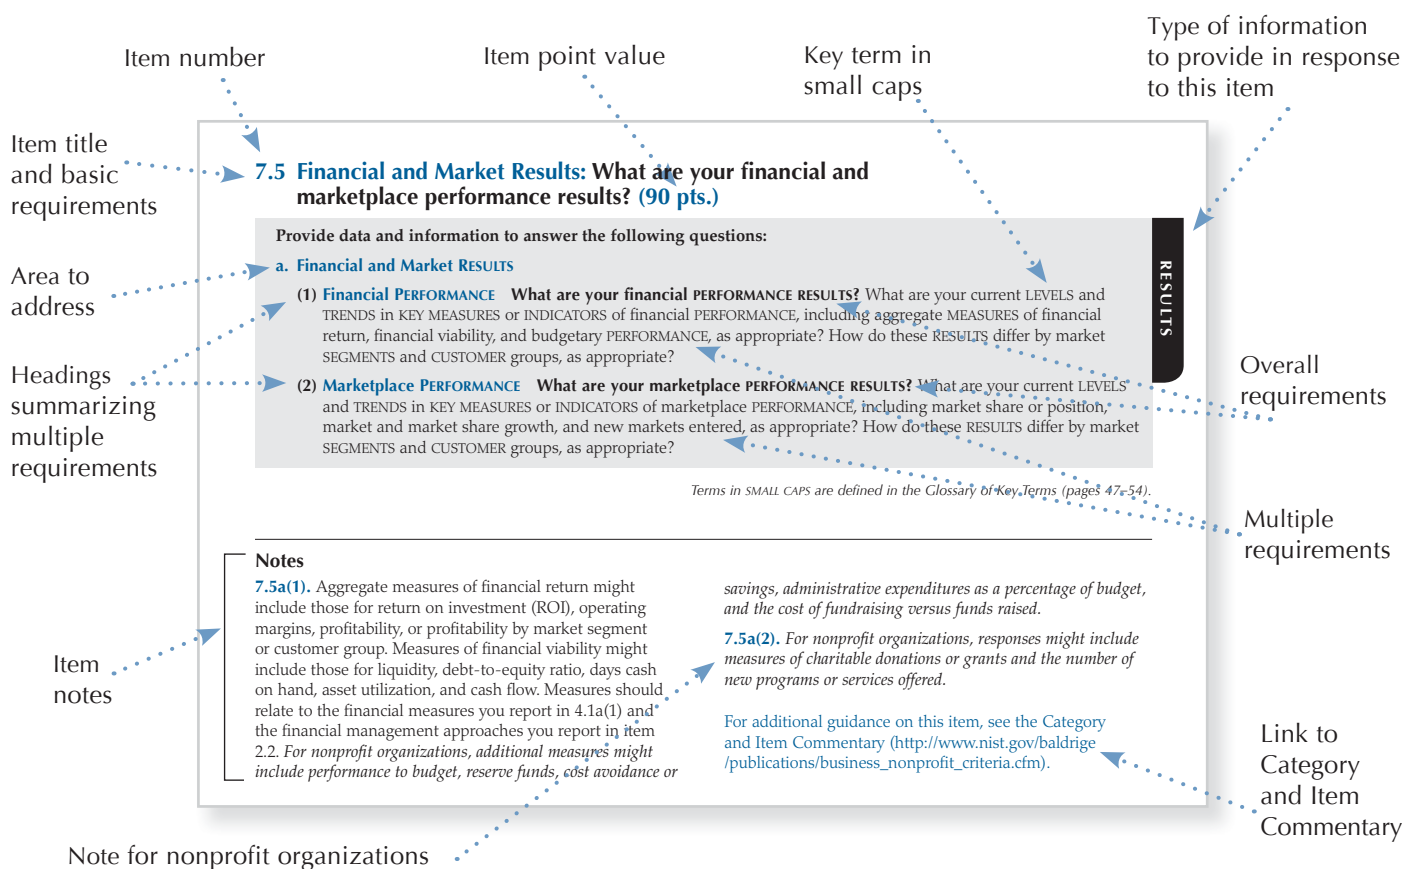 Type of information
to provide in response
to this item
Item number
Item point value
Key term in
small caps
Item title
and basic
requirements
7.5 Financial and Market Results: What are your financial and
marketplace performance results? (90 pts.)
Provide data and information to answer the following questions:
Area to
address
a. Financial and Market RESULTS
(1) Financial PERFORMANCE What are your financial PERFORMANCE RESULTS? What are your current LEVELS and
TRENDS in KEY MEASURES or INDICATORS of financial PERFORMANCE, including aggregate MEASURES of financial
return, financial viability, and budgetary PERFORMANCE, as appropriate? How do these RESULTS differ by market
SEGMENTS and CUSTOMER groups, as appropriate?
RESULTS
Headings
summarizing
multiple
requirements
(2) Marketplace PERFORMANCE What are your marketplace PERFORMANCE RESULTS? What are your current LEVELS
and TRENDS in KEY MEASURES or INDICATORS of marketplace PERFORMANCE, including market share or position,
market and market share growth, and new markets entered, as appropriate? How do these RESULTS differ by market
SEGMENTS and CUSTOMER groups, as appropriate?
Overall
requirements
Terms in SMALL CAPS are defined in the Glossary of Key Terms (pages 47–54).
Multiple
requirements
Notes
7.5a(1). Aggregate measures of financial return might
include those for return on investment (ROI), operating
margins, profitability, or profitability by market segment
or customer group. Measures of financial viability might
include those for liquidity, debt-to-equity ratio, days cash
on hand, asset utilization, and cash flow. Measures should
relate to the financial measures you report in 4.1a(1) and
the financial management approaches you report in item
2.2. For nonprofit organizations, additional measures might
include performance to budget, reserve funds, cost avoidance or
savings, administrative expenditures as a percentage of budget,
and the cost of fundraising versus funds raised.
7.5a(2). For nonprofit organizations, responses might include
measures of charitable donations or grants and the number of
new programs or services offered.
For additional guidance on this item, see the Category
and Item Commentary (http://www.nist.gov/baldrige
/publications/business_nonprofit_criteria.cfm).
Item
notes
Link to
Category
and Item
Commentary
Note for nonprofit organizations